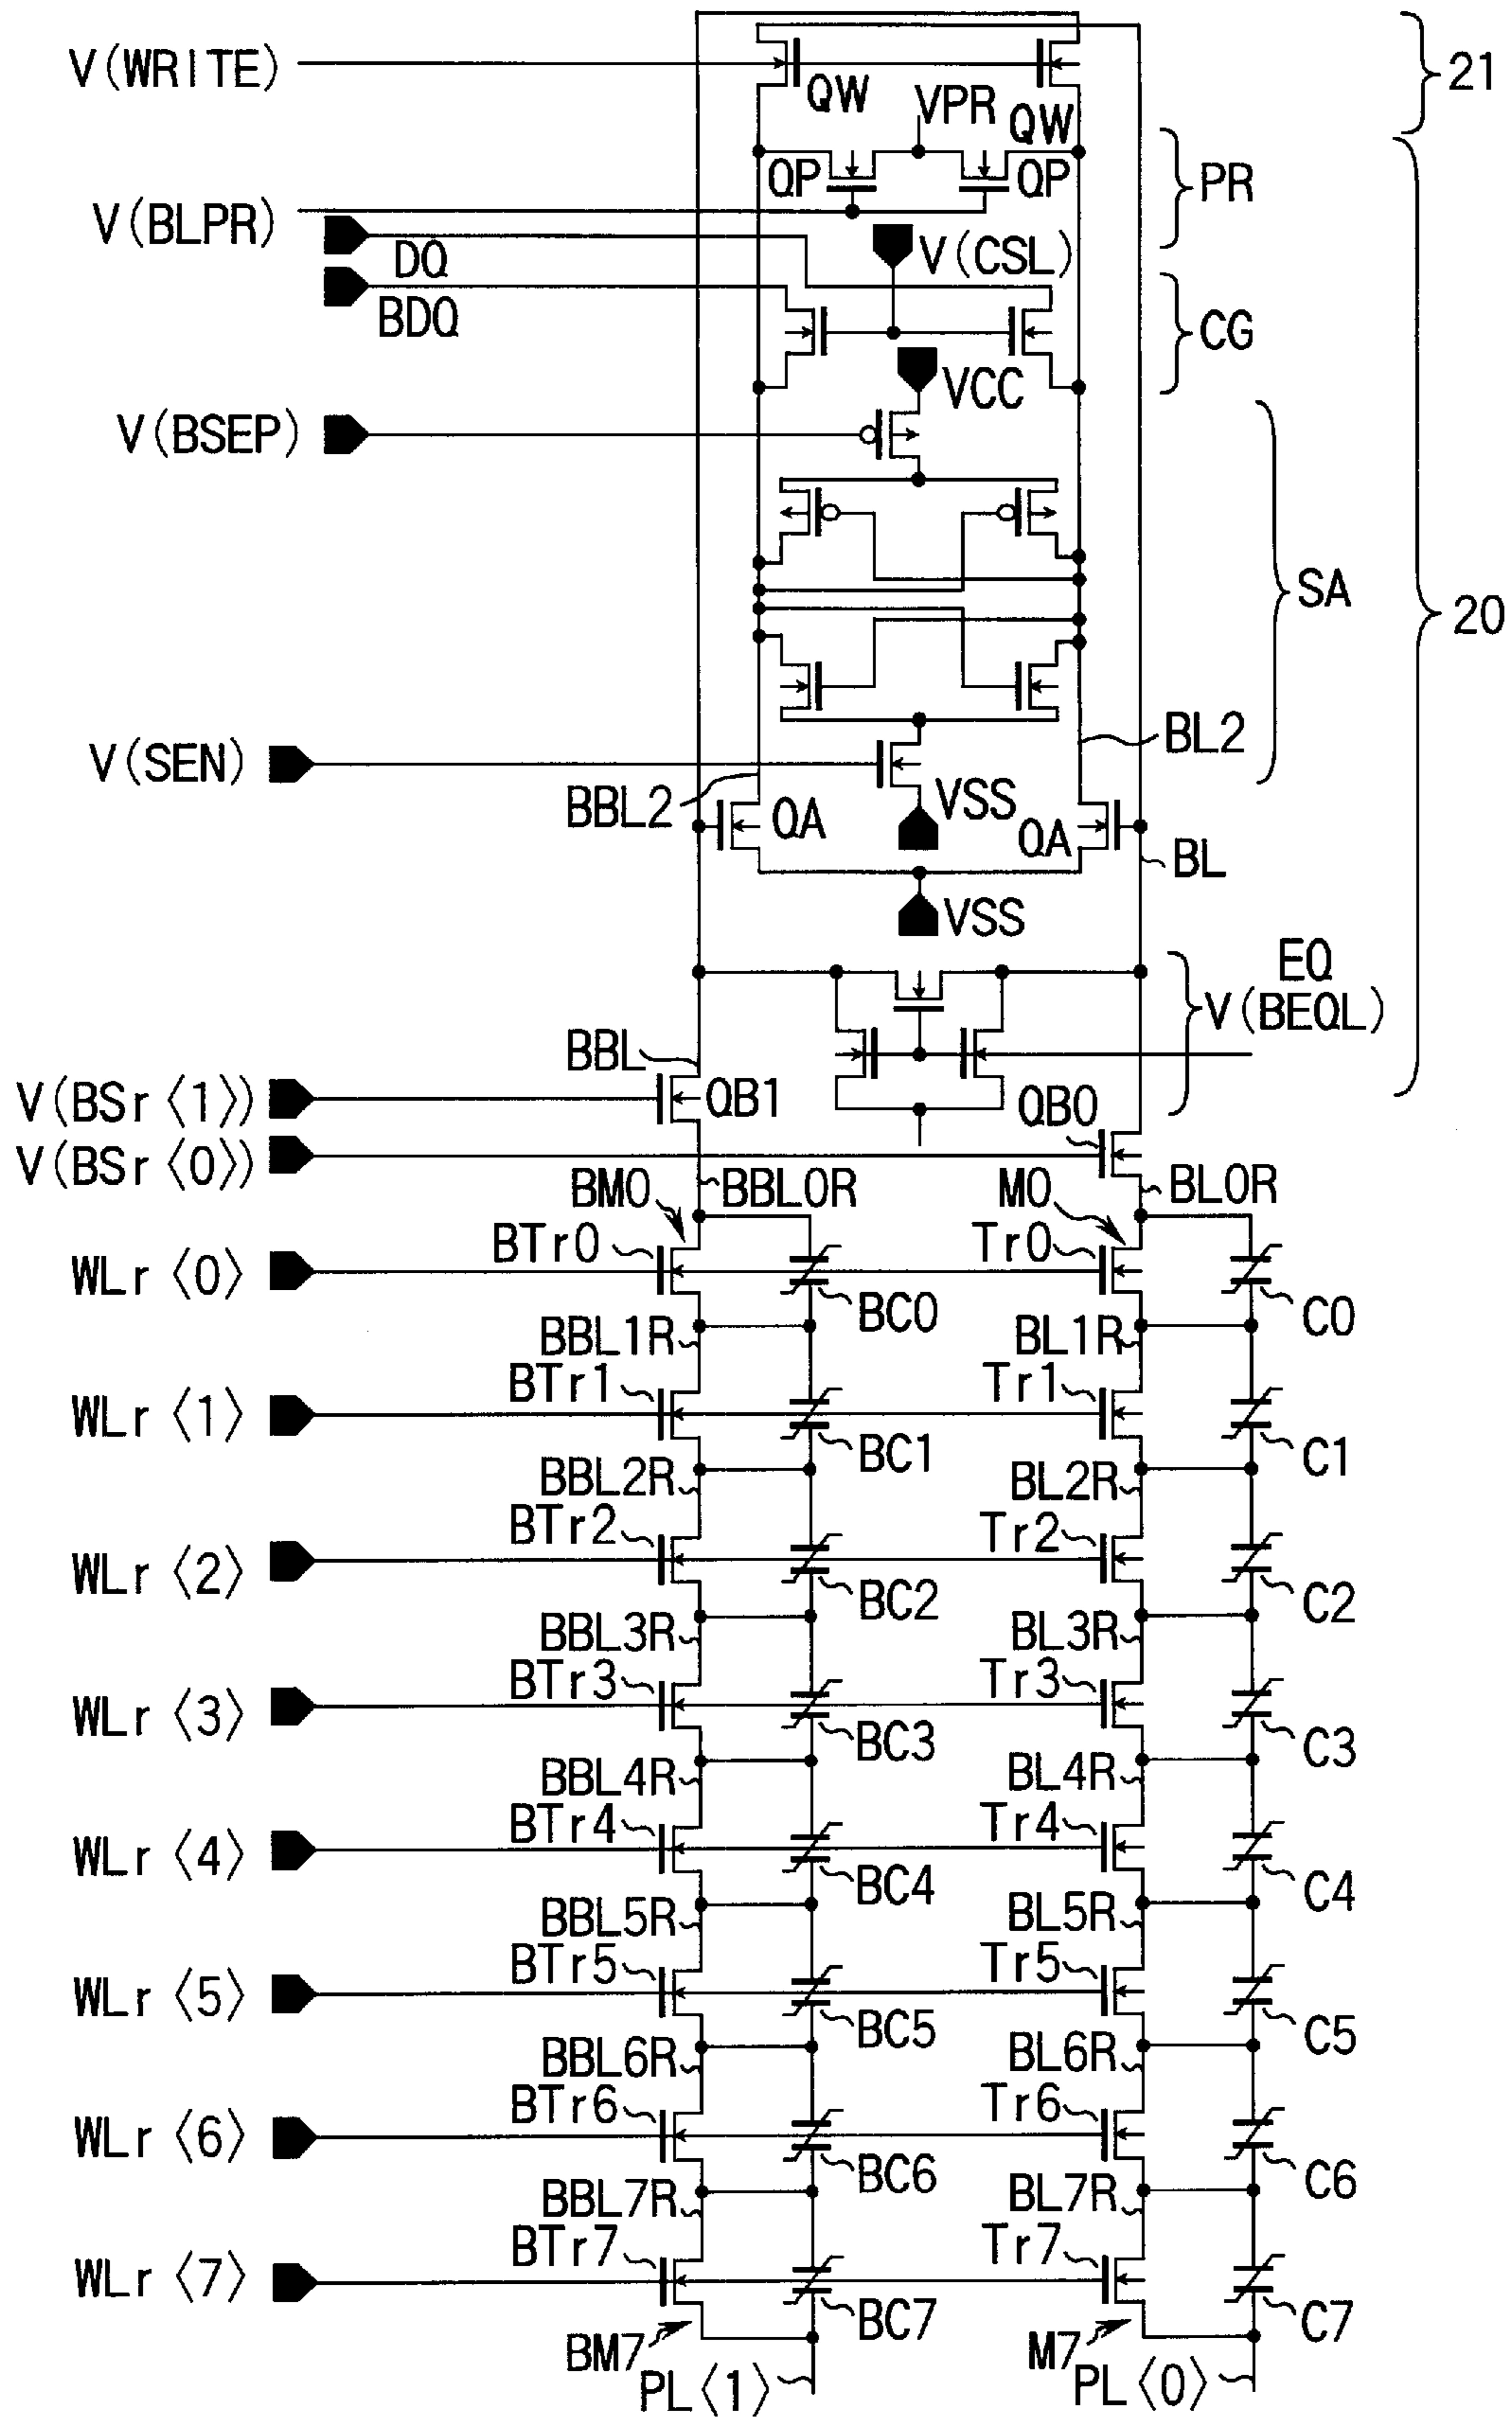 V(WRITE)
21
QW
VPR
QW
QP
QP
PR
V(BLPR)
DQ
V(CSL)
BDQ
CG
VCC
V(BSEP)
SA
20
BL2
V(SEN)
BBL2
QA
VSS
QA
BL
VSS
EQ
V(BEQL)
BBL
V(BSr⟨1⟩)
QB1
QB0
V(BSr⟨0⟩)
BM0
BBL0R
M0
BL0R
BTr0
Tr0
WLr⟨0⟩
BC0
C0
BBL1R
BL1R
BTr1
Tr1
WLr⟨1⟩
BC1
C1
BBL2R
BL2R
BTr2
Tr2
WLr⟨2⟩
BC2
C2
BBL3R
BL3R
BTr3
Tr3
WLr⟨3⟩
BC3
C3
BBL4R
BL4R
BTr4
Tr4
WLr⟨4⟩
BC4
C4
BBL5R
BL5R
BTr5
Tr5
WLr⟨5⟩
BC5
C5
BBL6R
BL6R
BTr6
Tr6
WLr⟨6⟩
BC6
C6
BBL7R
BL7R
BTr7
Tr7
WLr⟨7⟩
BC7
C7
BM7
M7
PL⟨1⟩
PL⟨0⟩